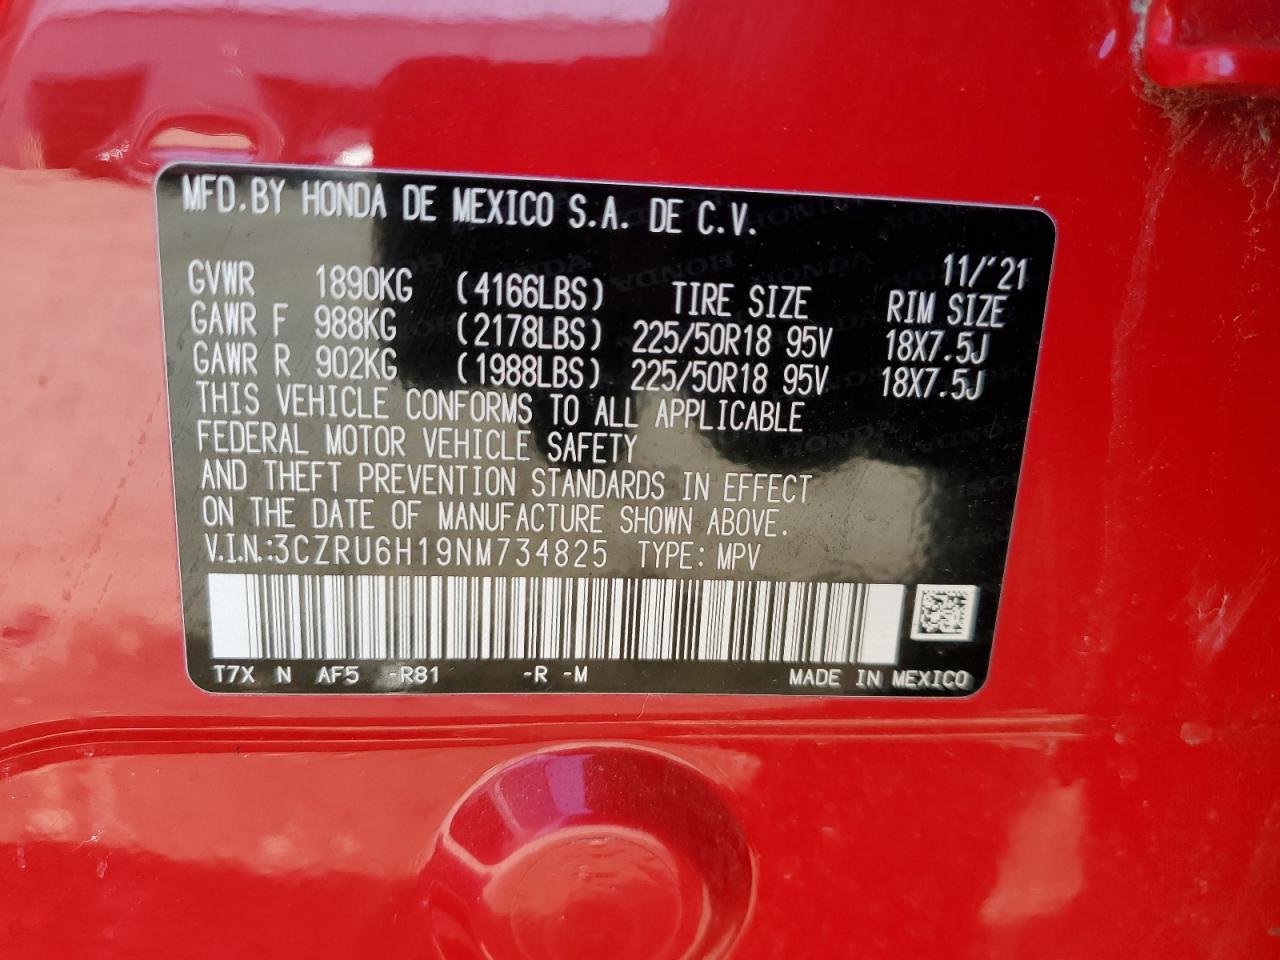 MFD.BY HONDA DE MEXICO S.A. DE C.V.
11/'21
GVWR 1890KG (4166LBS) TIRE SIZE RIM SIZE
GAWR F 988KG (2178LBS) 225/50R18 95V 18X7.5J
GAWR R 902KG (1988LBS) 225/50R18 95V 18X7.5J
THIS VEHICLE CONFORMS TO ALL APPLICABLE
FEDERAL MOTOR VEHICLE SAFETY
AND THEFT PREVENTION STANDARDS IN EFFECT
ON THE DATE OF MANUFACTURE SHOWN ABOVE.
V.I.N.:3CZRU6H19NM734825 TYPE: MPV
T7X N AF5 -R81 -R -M MADE IN MEXICO